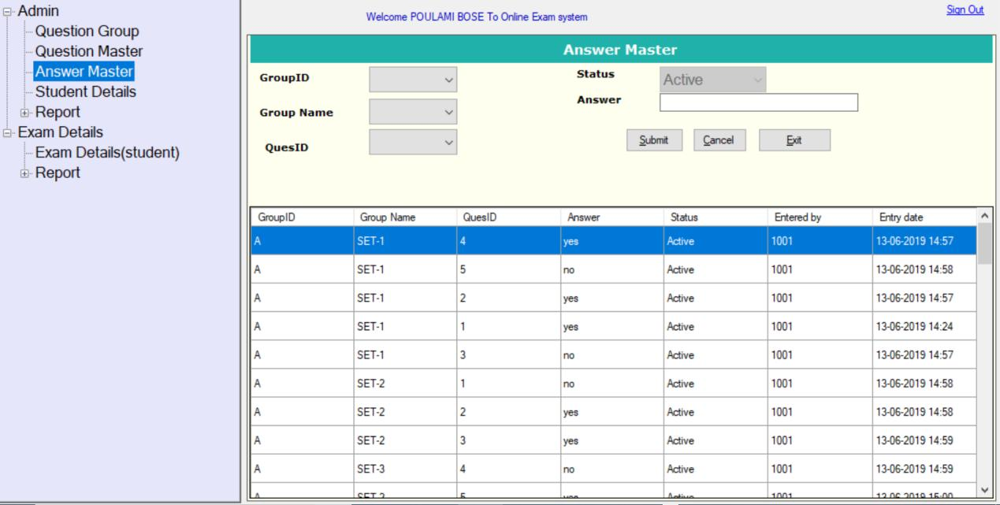 Admin
Question Group
Question Master
Answer Master
Student Details
Report
Exam Details
Exam Details(student)
Report
Welcome POULAMI BOSE To Online Exam system
Sign Out
Answer Master
GroupID
Status Active
Group Name
Answer
QuesID
Submit Cancel Exit
GroupID Group Name QuesID Answer Status Entered by Entry date
A SET-1 4 yes Active 1001 13-06-2019 14:57
A SET-1 5 no Active 1001 13-06-2019 14:58
A SET-1 2 yes Active 1001 13-06-2019 14:57
A SET-1 1 yes Active 1001 13-06-2019 14:24
A SET-1 3 no Active 1001 13-06-2019 14:57
A SET-2 1 no Active 1001 13-06-2019 14:58
A SET-2 2 yes Active 1001 13-06-2019 14:58
A SET-2 3 yes Active 1001 13-06-2019 14:59
A SET-3 4 no Active 1001 13-06-2019 14:59